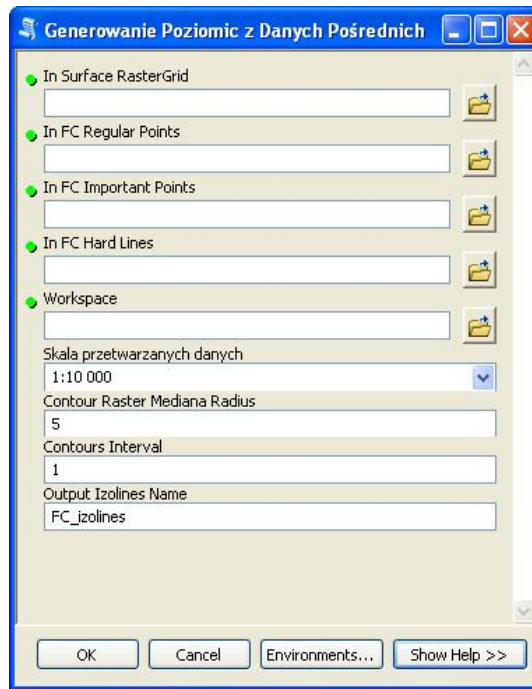 Generowanie Poziomic z Danych Pośrednich
In Surface RasterGrid
In FC Regular Points
In FC Important Points
In FC Hard Lines
Workspace
Skala przetwarzanych danych
1:10 000
Contour Raster Mediana Radius
5
Contours Interval
1
Output Izolines Name
FC_izolines
OK Cancel Environments... Show Help >>